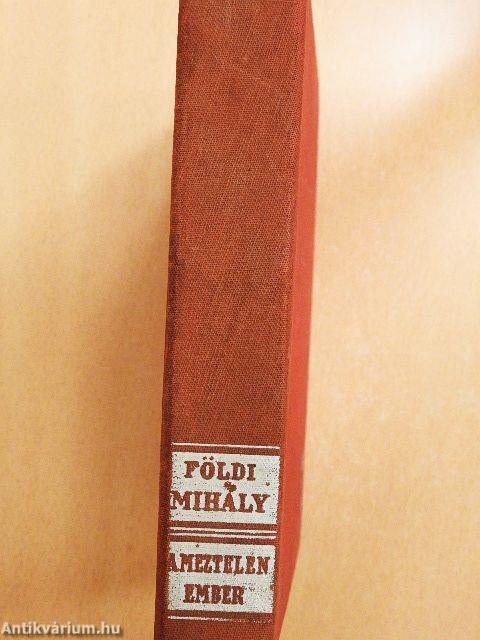 FÖLDI
MIHÁLY
A MEZTELEN
EMBER
Antikvárium.hu